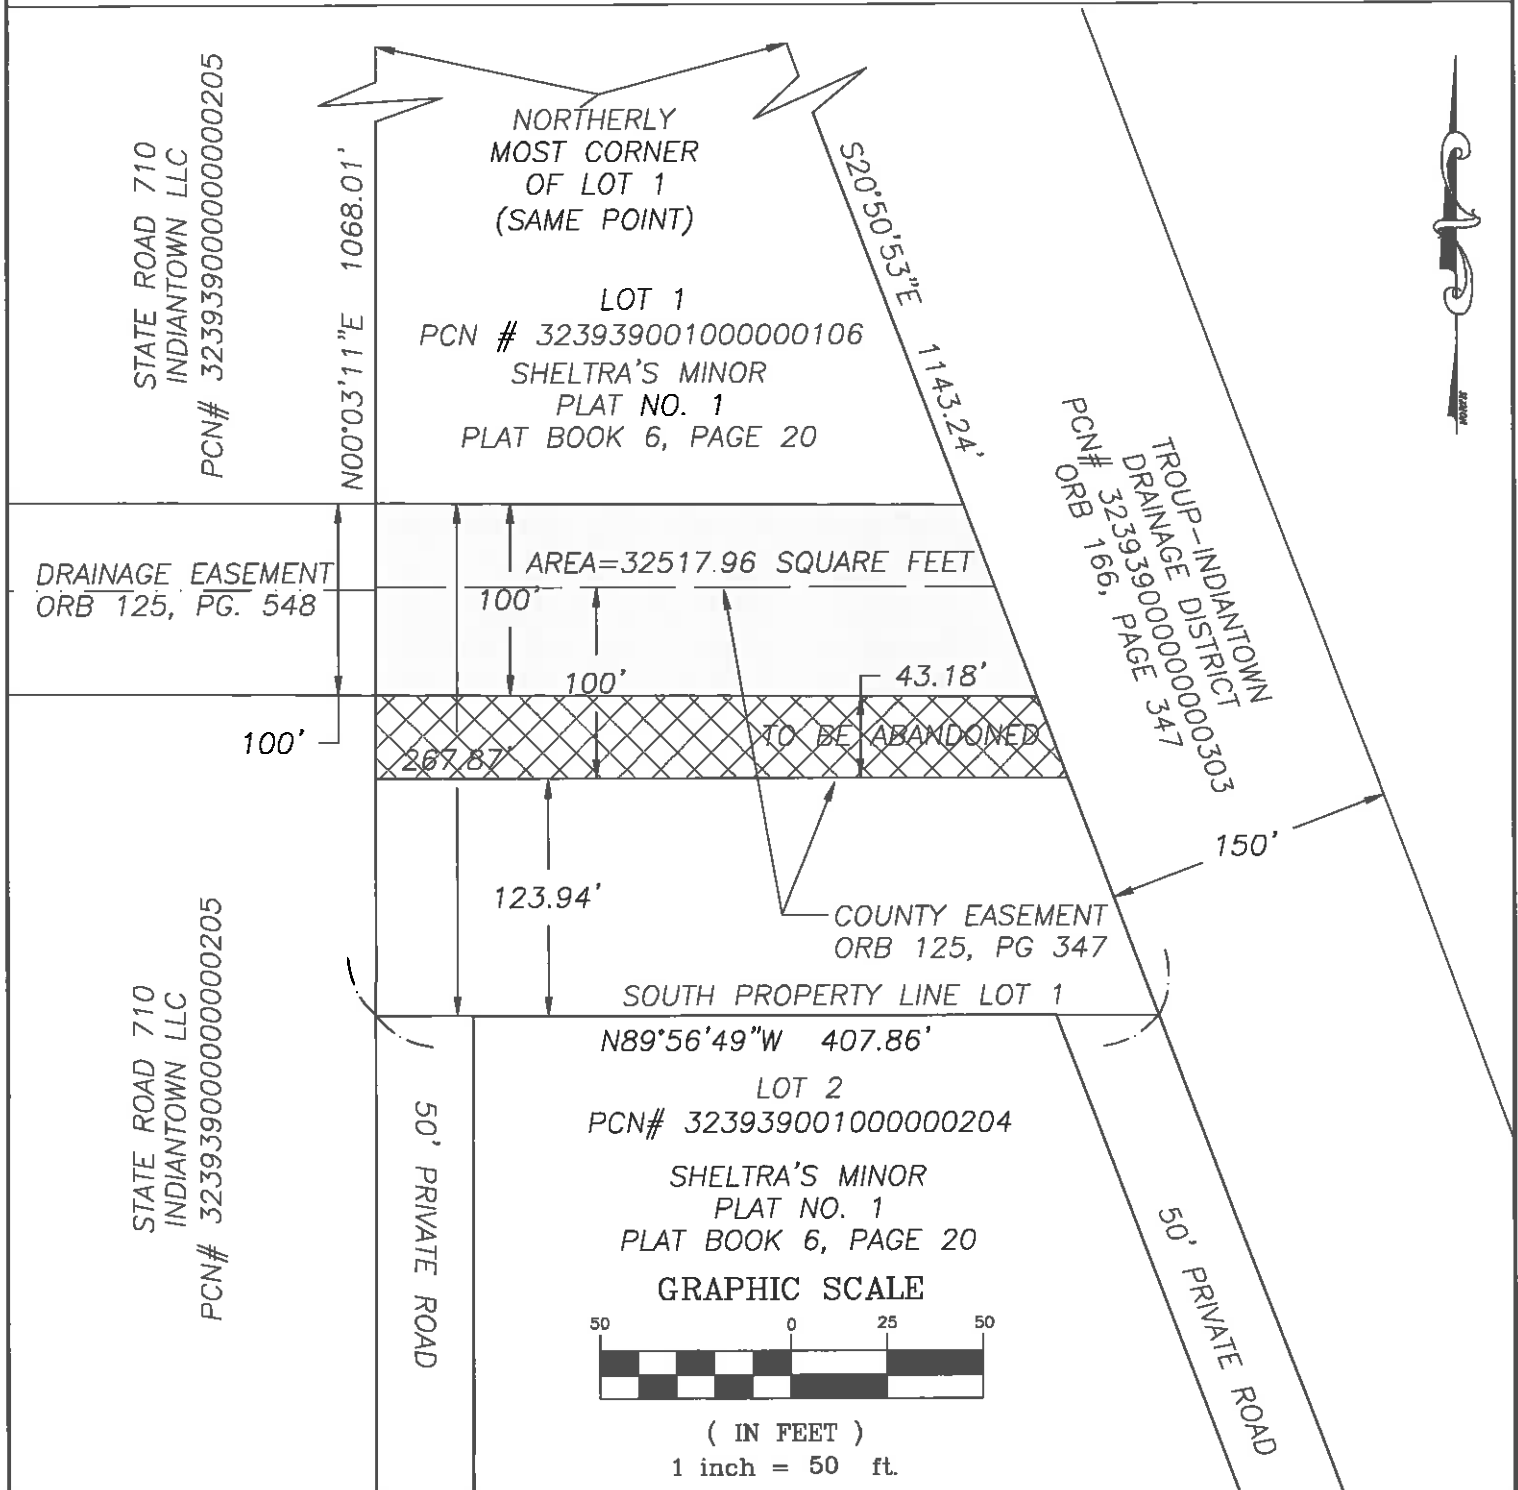 STATE ROAD 710
INDIANTOWN LLC
PCN# 323939000000000205
N00°03'11"E 1068.01'
NORTHERLY
MOST CORNER
OF LOT 1
(SAME POINT)
LOT 1
PCN # 323939001000000106
SHELTRA'S MINOR
PLAT NO. 1
PLAT BOOK 6, PAGE 20
S20°50'53"E 1143.24'
TROUP-INDIANTOWN
DRAINAGE DISTRICT
PCN# 323939000000000303
ORB 166, PAGE 347
DRAINAGE EASEMENT
ORB 125, PG. 548
AREA=32517.96 SQUARE FEET
100'
100'
43.18'
100'
TO BE ABANDONED
267.87'
150'
123.94'
COUNTY EASEMENT
ORB 125, PG 347
SOUTH PROPERTY LINE LOT 1
N89°56'49"W 407.86'
STATE ROAD 710
INDIANTOWN LLC
PCN# 323939000000000205
50' PRIVATE ROAD
LOT 2
PCN# 323939001000000204
SHELTRA'S MINOR
PLAT NO. 1
PLAT BOOK 6, PAGE 20
50' PRIVATE ROAD
GRAPHIC SCALE
50 0 25 50
( IN FEET )
1 inch = 50 ft.